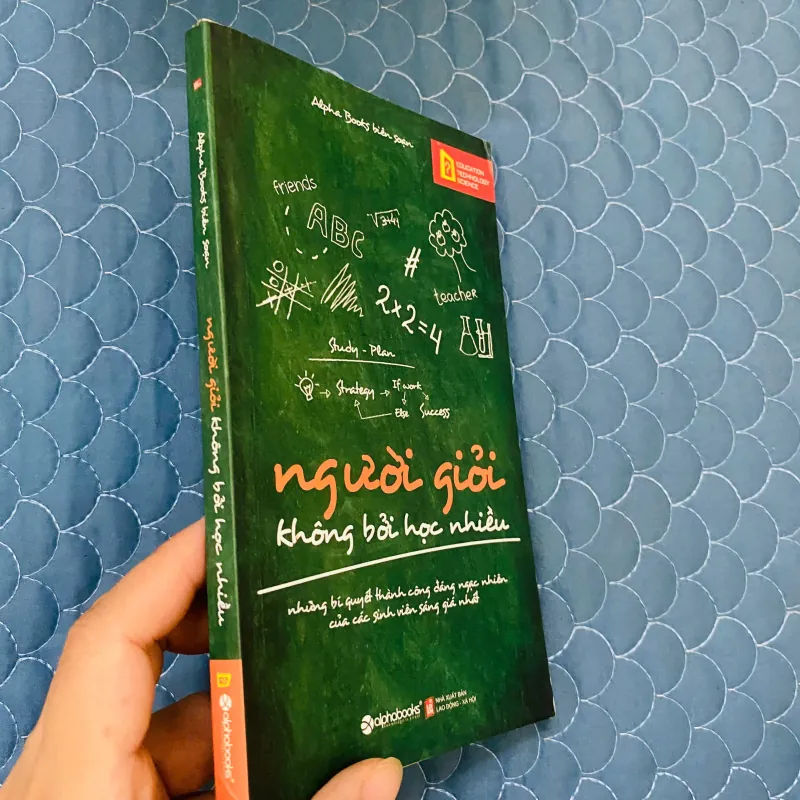 Alpha Books biên soạn
EDUCATION
TECHNOLOGY
SCIENCE
friends
ABC
√3+41
#
teacher
2x2=4
Study - Plan
Strategy
If work
Else Success
người giỏi
không bởi học nhiều
những bí quyết thành công đáng ngạc nhiên
của các sinh viên sáng giá nhất
alphabooks
NHÀ XUẤT BẢN
LAO ĐỘNG - XÃ HỘI
Alpha Books biên soạn
người giỏi không bởi học nhiều
alphabooks